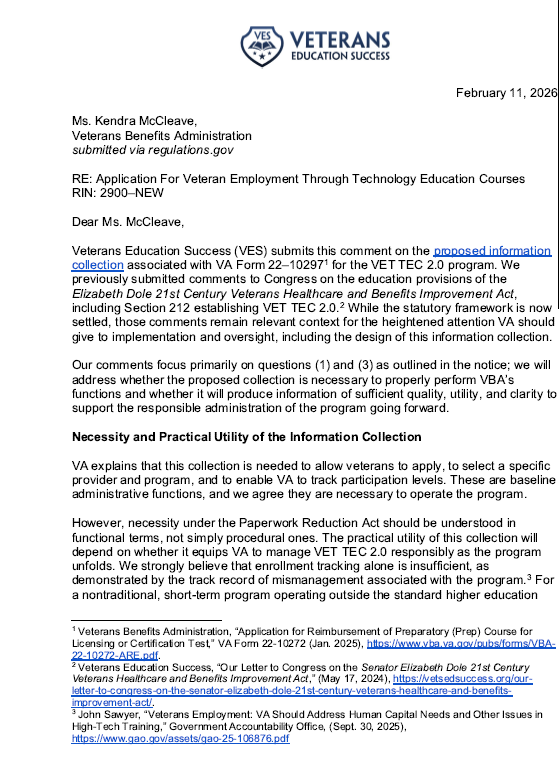 VES
VETERANS
EDUCATION SUCCESS
February 11, 2026
Ms. Kendra McCleave,
Veterans Benefits Administration
submitted via regulations.gov
RE: Application For Veteran Employment Through Technology Education Courses
RIN: 2900–NEW
Dear Ms. McCleave,
Veterans Education Success (VES) submits this comment on the proposed information
collection associated with VA Form 22–10297¹ for the VET TEC 2.0 program. We
previously submitted comments to Congress on the education provisions of the
Elizabeth Dole 21st Century Veterans Healthcare and Benefits Improvement Act,
including Section 212 establishing VET TEC 2.0.² While the statutory framework is now
settled, those comments remain relevant context for the heightened attention VA should
give to implementation and oversight, including the design of this information collection.
Our comments focus primarily on questions (1) and (3) as outlined in the notice; we will
address whether the proposed collection is necessary to properly perform VBA's
functions and whether it will produce information of sufficient quality, utility, and clarity to
support the responsible administration of the program going forward.
Necessity and Practical Utility of the Information Collection
VA explains that this collection is needed to allow veterans to apply, to select a specific
provider and program, and to enable VA to track participation levels. These are baseline
administrative functions, and we agree they are necessary to operate the program.
However, necessity under the Paperwork Reduction Act should be understood in
functional terms, not simply procedural ones. The practical utility of this collection will
depend on whether it equips VA to manage VET TEC 2.0 responsibly as the program
unfolds. We strongly believe that enrollment tracking alone is insufficient, as
demonstrated by the track record of mismanagement associated with the program.³ For
a nontraditional, short-term program operating outside the standard higher education
¹ Veterans Benefits Administration, “Application for Reimbursement of Preparatory (Prep) Course for
Licensing or Certification Test,” VA Form 22-10272 (Jan. 2025), https://www.vba.va.gov/pubs/forms/VBA-
22-10272-ARE.pdf.
² Veterans Education Success, “Our Letter to Congress on the Senator Elizabeth Dole 21st Century
Veterans Healthcare and Benefits Improvement Act,” (May 17, 2024), https://vetsedsuccess.org/our-
letter-to-congress-on-the-senator-elizabeth-dole-21st-century-veterans-healthcare-and-benefits-
improvement-act/.
³ John Sawyer, “Veterans Employment: VA Should Address Human Capital Needs and Other Issues in
High-Tech Training,” Government Accountability Office, (Sept. 30, 2025),
https://www.gao.gov/assets/gao-25-106876.pdf